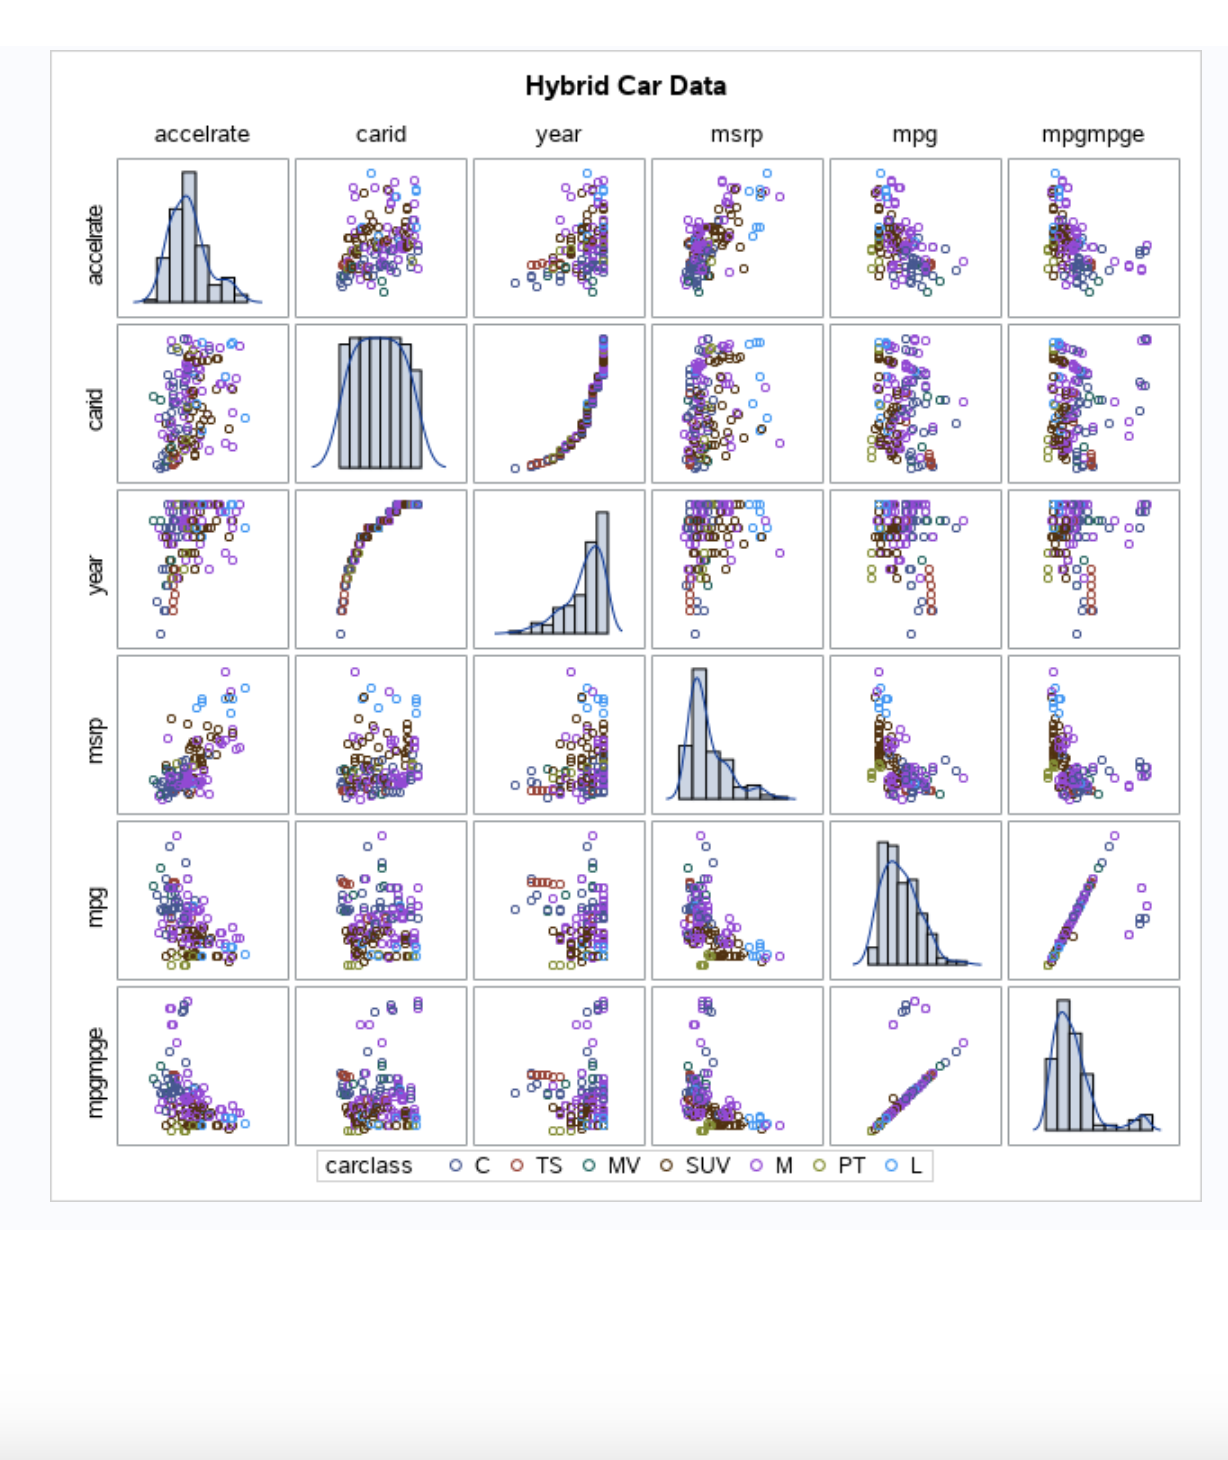 Hybrid Car Data
accelrate carid year msrp mpg mpgmpge
accelrate
carid
year
msrp
mpg
mpgmpge
carclass C TS MV SUV M PT L